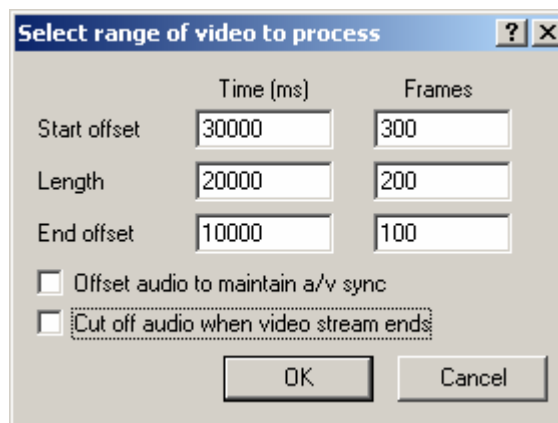 Select range of video to process
Time (ms) Frames
Start offset 30000 300
Length 20000 200
End offset 10000 100
Offset audio to maintain a/v sync
Cut off audio when video stream ends
OK Cancel